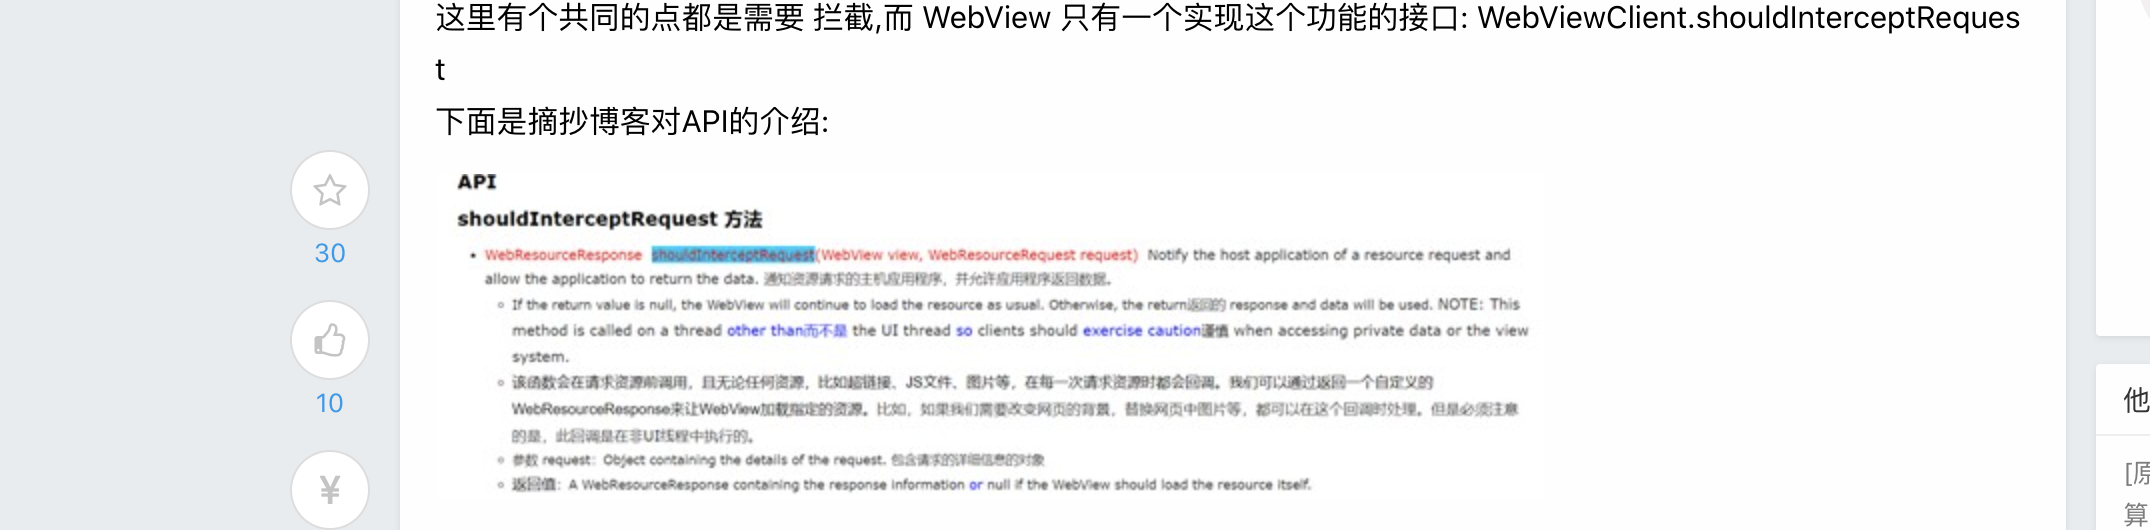 这里有个共同的点都是需要 拦截,而 WebView 只有一个实现这个功能的接口: WebViewClient.shouldInterceptReques
t
下面是摘抄博客对API的介绍:
API
shouldInterceptRequest 方法
• WebResourceResponse shouldInterceptRequest(WebView view, WebResourceRequest request) Notify the host application of a resource request and
allow the application to return the data. 通知资源请求的主机应用程序，并允许应用程序返回数据。
◦ If the return value is null, the WebView will continue to load the resource as usual. Otherwise, the return返回的 response and data will be used. NOTE: This
method is called on a thread other than而不是 the UI thread so clients should exercise caution谨慎 when accessing private data or the view
system.
◦ 该函数会在请求资源前调用，且无论任何资源，比如超链接、JS文件、图片等，在每一次请求资源时都会回调。我们可以通过返回一个自定义的
WebResourceResponse来让WebView加载指定的资源。比如，如果我们需要改变网页的背景，替换网页中图片等，都可以在这个回调时处理。但是必须注意
的是，此回调是在非UI线程中执行的。
◦ 参数 request：Object containing the details of the request. 包含请求的详细信息的对象
◦ 返回值：A WebResourceResponse containing the response information or null if the WebView should load the resource itself.
30
10
¥
他
[原
算